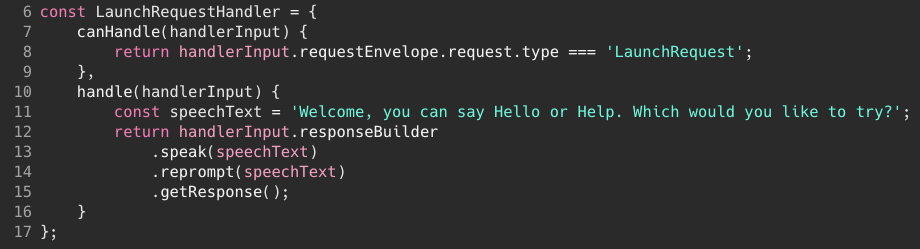 6 const LaunchRequestHandler = {
7     canHandle(handlerInput) {
8         return handlerInput.requestEnvelope.request.type === 'LaunchRequest';
9     },
10     handle(handlerInput) {
11         const speechText = 'Welcome, you can say Hello or Help. Which would you like to try?';
12         return handlerInput.responseBuilder
13             .speak(speechText)
14             .reprompt(speechText)
15             .getResponse();
16     }
17 };